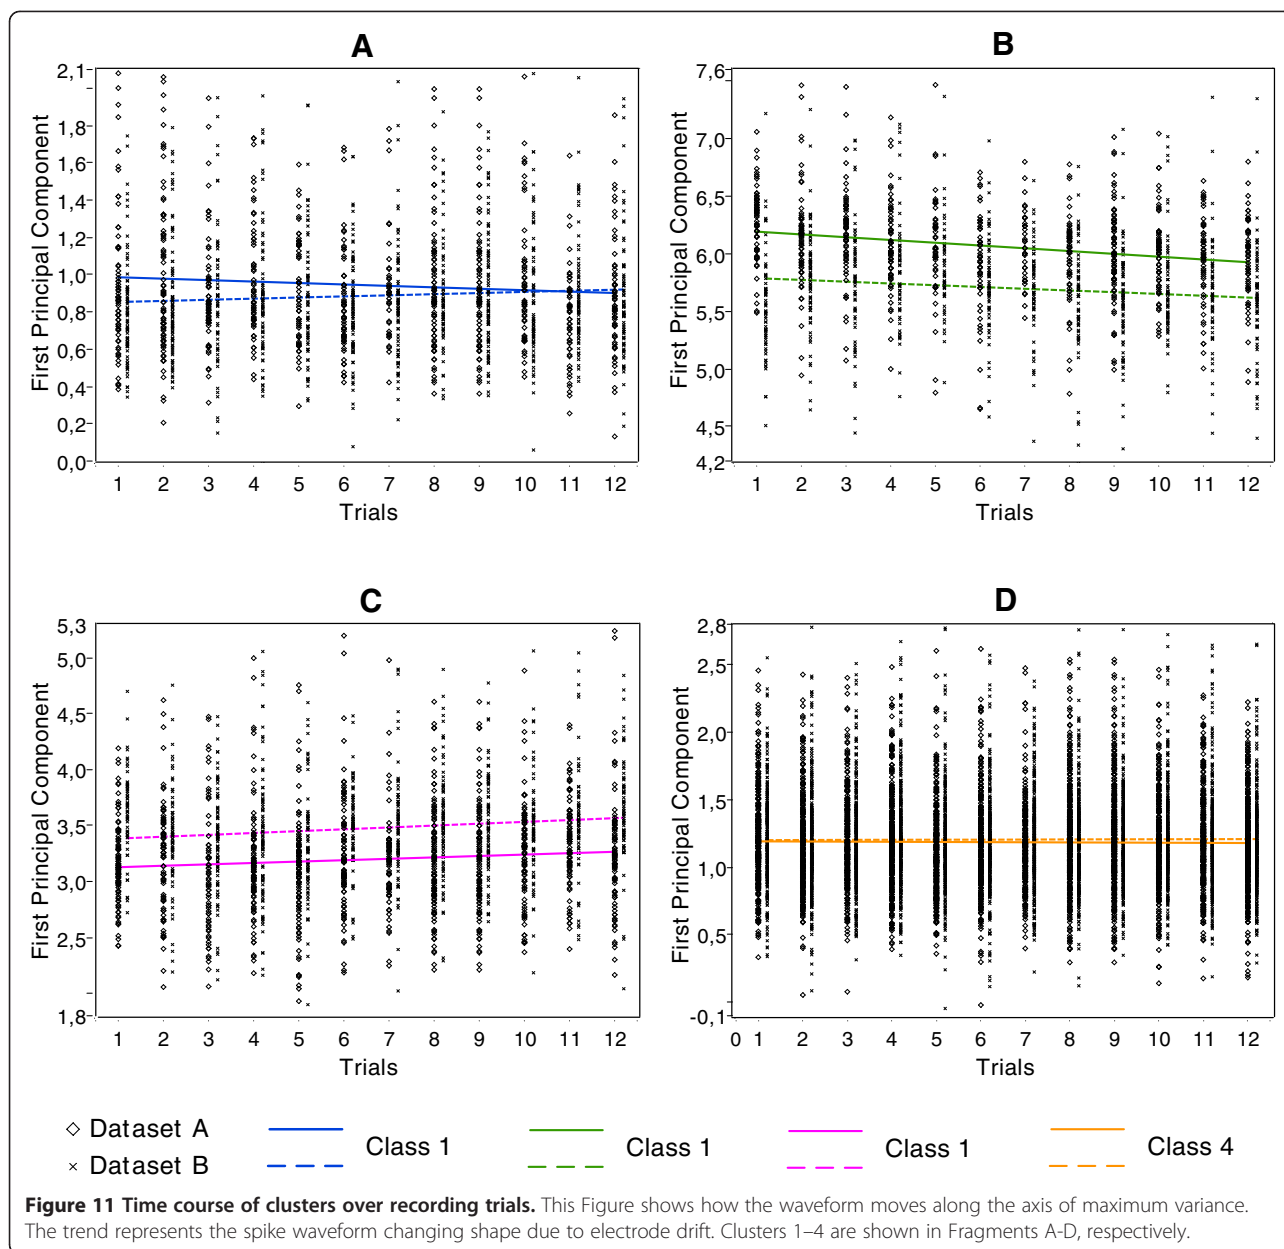 A
First Principal Component
2,1
1,8
1,6
1,4
1,2
1,0
0,8
0,6
0,4
0,2
0,0
1 2 3 4 5 6 7 8 9 10 11 12
Trials
B
First Principal Component
7,6
7,0
6,5
6,0
5,5
5,0
4,5
4,2
1 2 3 4 5 6 7 8 9 10 11 12
Trials
C
First Principal Component
5,3
5,0
4,5
4,0
3,5
3,0
2,5
1,8
1 2 3 4 5 6 7 8 9 10 11 12
Trials
D
First Principal Component
2,8
2,5
2,0
1,5
1,0
0,5
-0,1
0 1 2 3 4 5 6 7 8 9 10 11 12
Trials
Dataset A
Dataset B
Class 1
Class 1
Class 1
Class 4
Figure 11 Time course of clusters over recording trials. This Figure shows how the waveform moves along the axis of maximum variance.
The trend represents the spike waveform changing shape due to electrode drift. Clusters 1–4 are shown in Fragments A-D, respectively.